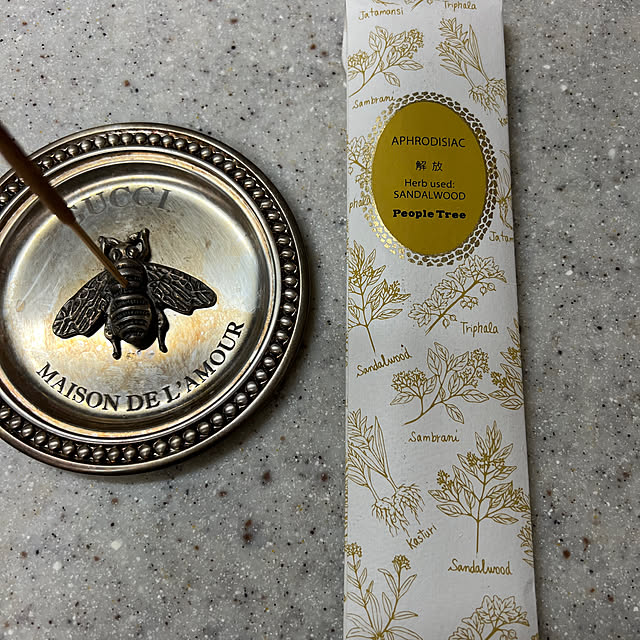 GUCCI
MAISON DE L'AMOUR
Jatamansi
Triphala
Sambrani
APHRODISIAC
解放
Herb used:
SANDALWOOD
People Tree
Triphala
Sandalwood
Sambrani
Kasturi
Sandalwood